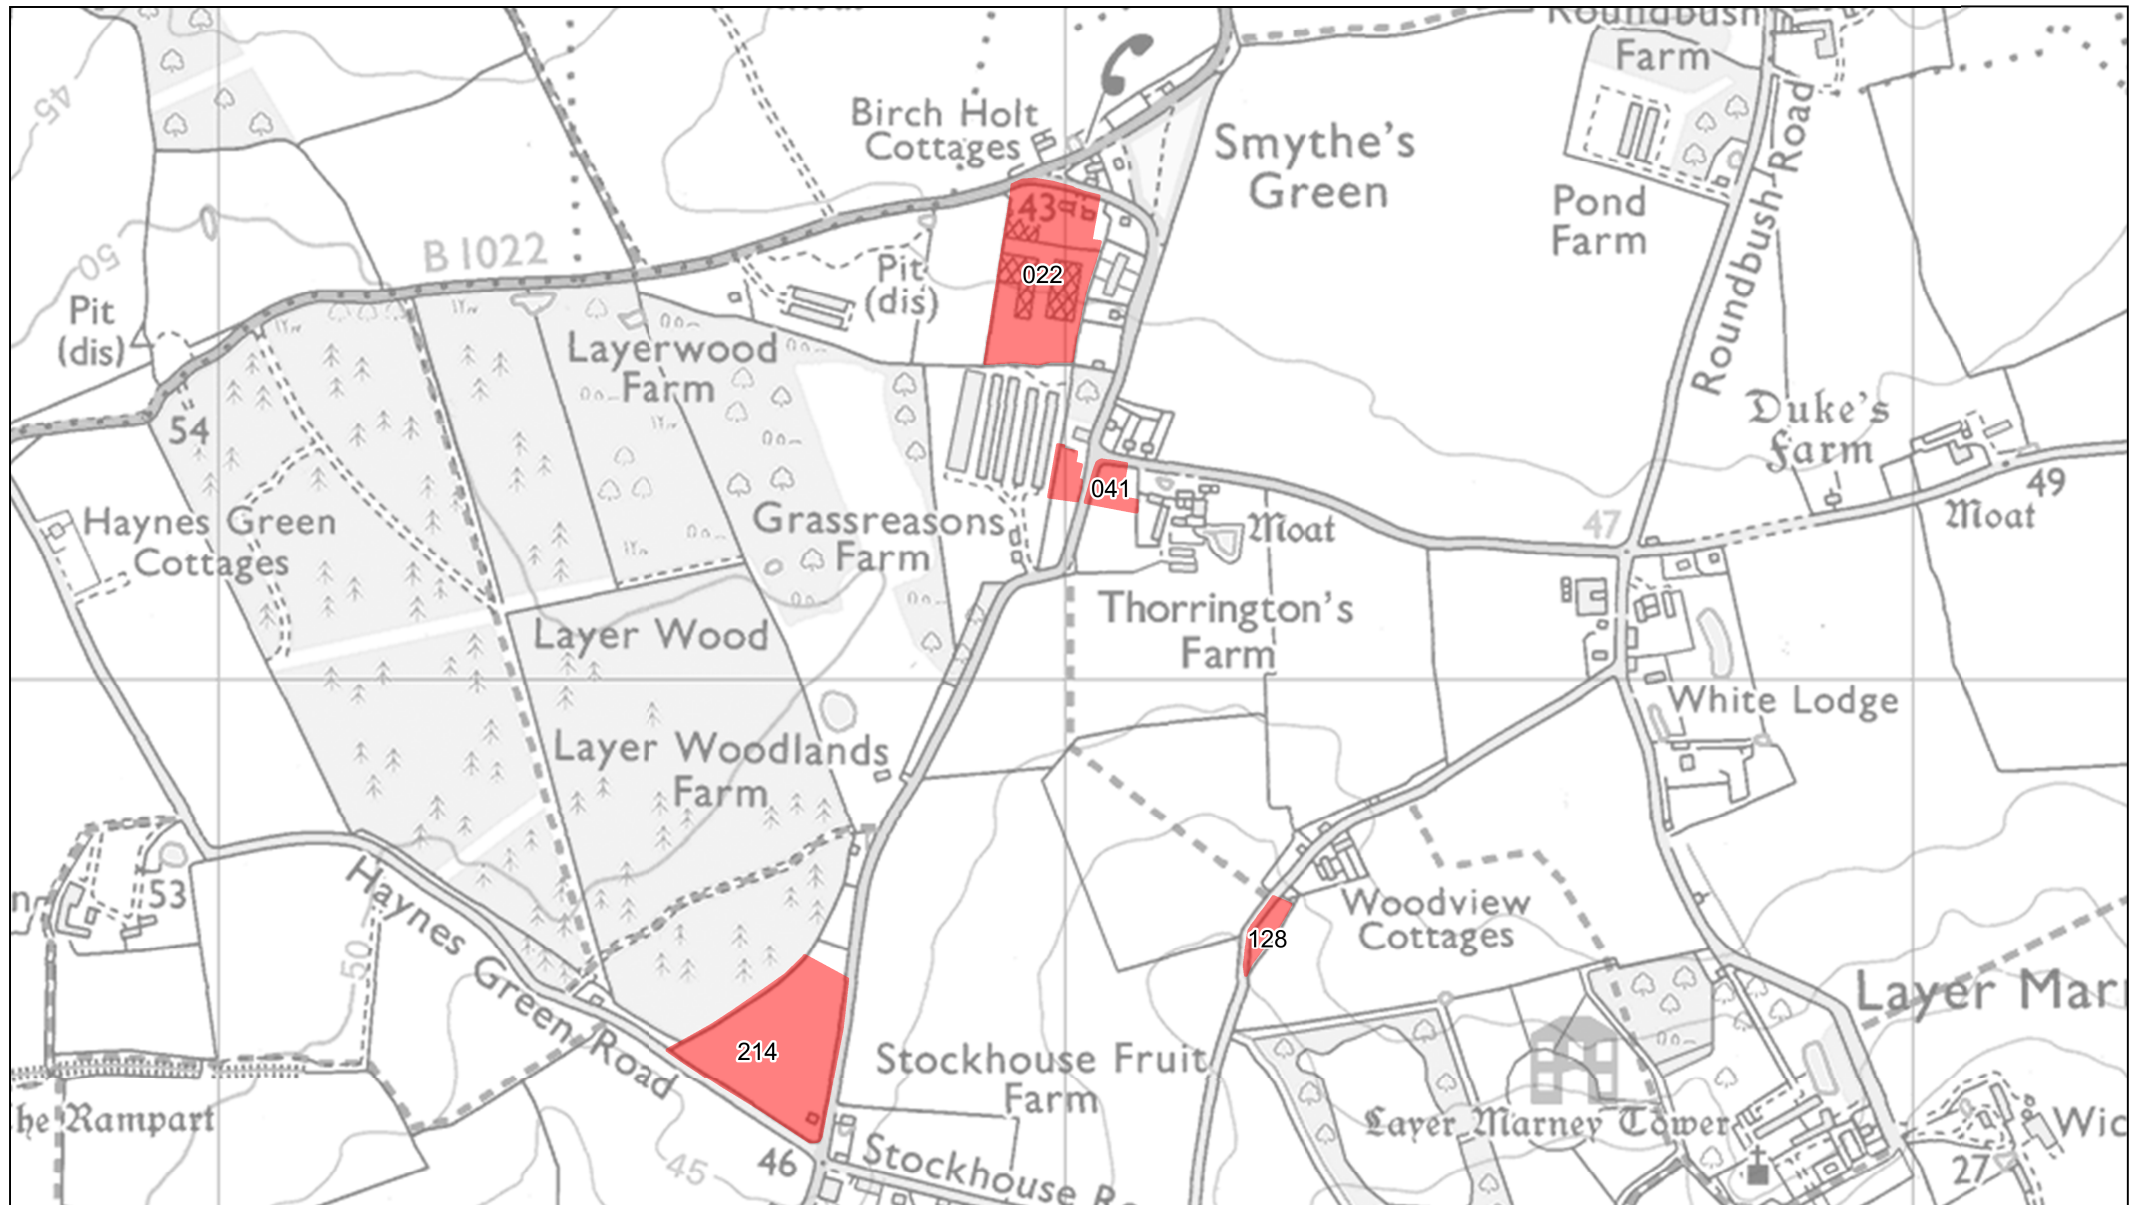 Roundbush
Farm
45
Birch Holt
Cottages
Smythe's
Green
Pond
Farm
Roundbush Road
B 1022
50
43
022
Pit
(dis)
Pit
(dis)
Layerwood
Farm
54
Duke's
Farm
49
Moat
Haynes Green
Cottages
Grassreasons
Farm
041
Moat
47
Thorrington's
Farm
Layer Wood
White Lodge
Layer Woodlands
Farm
53
Haynes Green Road
50
Woodview
Cottages
128
Layer Mar
214
Stockhouse Fruit
Farm
he Rampart
Layer Marney Tower
Wic
46
45
Stockhouse Ro
27